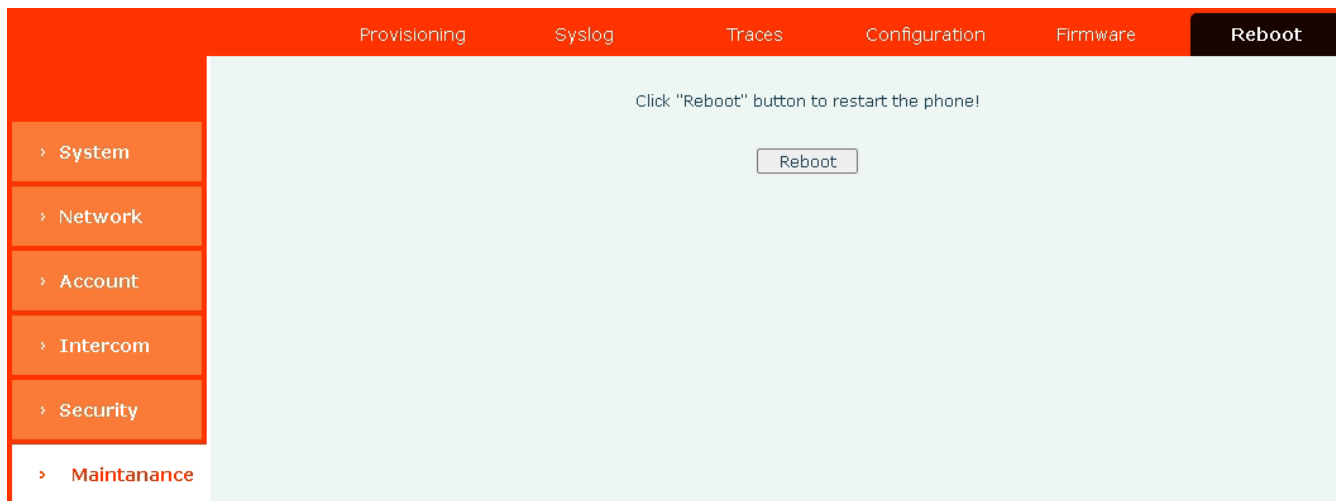 Provisioning Syslog Traces Configuration Firmware Reboot
Click "Reboot" button to restart the phone!
Reboot
› System
› Network
› Account
› Intercom
› Security
› Maintanance